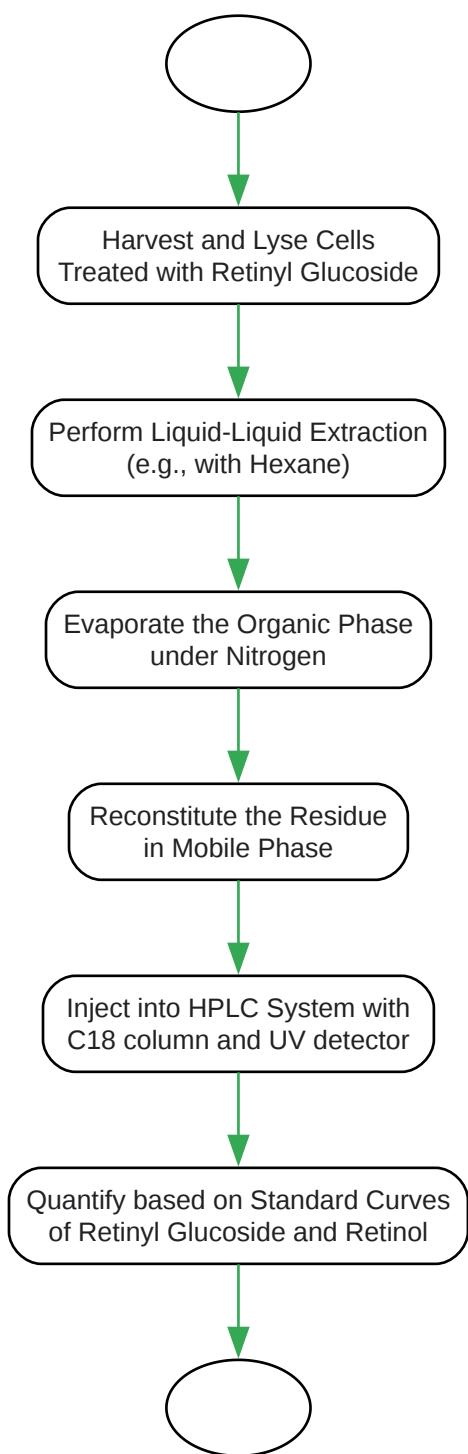 Harvest and Lyse Cells
Treated with Retinyl Glucoside
Perform Liquid-Liquid Extraction
(e.g., with Hexane)
Evaporate the Organic Phase
under Nitrogen
Reconstitute the Residue
in Mobile Phase
Inject into HPLC System with
C18 column and UV detector
Quantify based on Standard Curves
of Retinyl Glucoside and Retinol